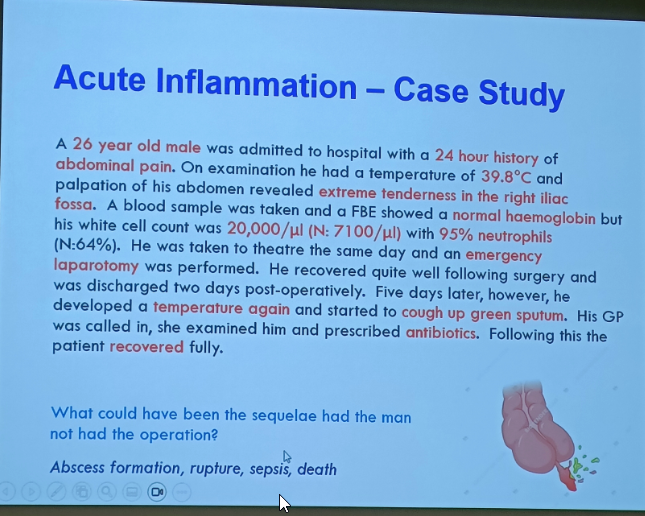 Acute Inflammation – Case Study
A 26 year old male was admitted to hospital with a 24 hour history of
abdominal pain. On examination he had a temperature of 39.8°C and
palpation of his abdomen revealed extreme tenderness in the right iliac
fossa. A blood sample was taken and a FBE showed a normal haemoglobin but
his white cell count was 20,000/µl (N: 7100/µl) with 95% neutrophils
(N:64%). He was taken to theatre the same day and an emergency
laparotomy was performed. He recovered quite well following surgery and
was discharged two days post-operatively. Five days later, however, he
developed a temperature again and started to cough up green sputum. His GP
was called in, she examined him and prescribed antibiotics. Following this the
patient recovered fully.
What could have been the sequelae had the man
not had the operation?
Abscess formation, rupture, sepsis, death